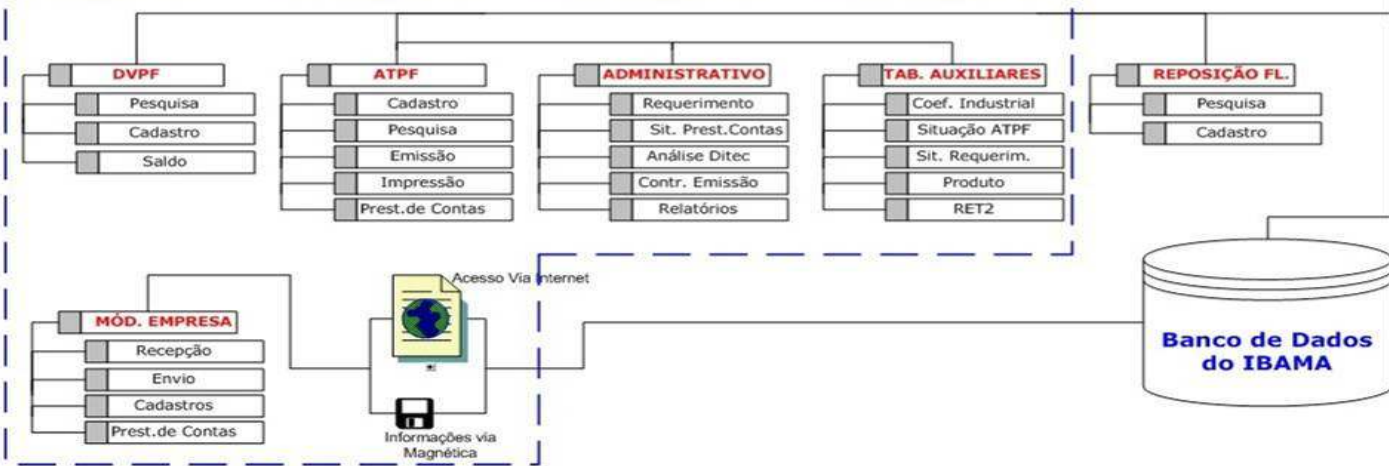 DVPF
Pesquisa
Cadastro
Saldo
ATPF
Cadastro
Pesquisa
Emissão
Impressão
Prest.de Contas
ADMINISTRATIVO
Requerimento
Sit. Prest.Contas
Análise Ditec
Contr. Emissão
Relatórios
TAB. AUXILIARES
Coef. Industrial
Situação ATPF
Sit. Requerim.
Produto
RET2
REPOSIÇÃO FL.
Pesquisa
Cadastro
MÓD. EMPRESA
Recepção
Envio
Cadastros
Prest.de Contas
Acesso Via Internet
Informações via
Magnética
Banco de Dados
do IBAMA